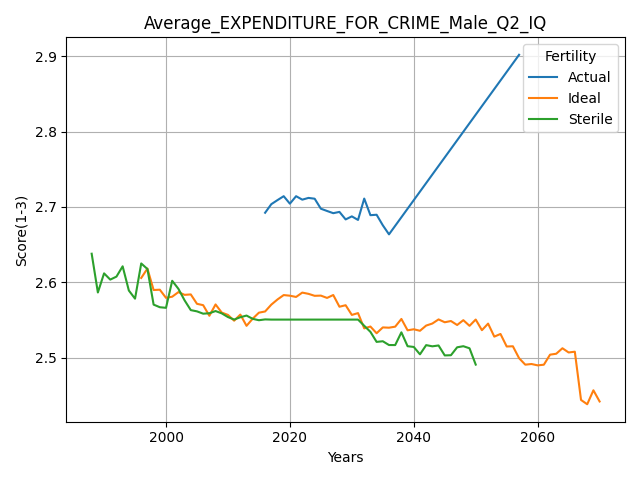 Average_EXPENDITURE_FOR_CRIME_Male_Q2_IQ
Fertility
Actual
Ideal
Sterile
Score(1-3)
2.9
2.8
2.7
2.6
2.5
2000 2020 2040 2060
Years